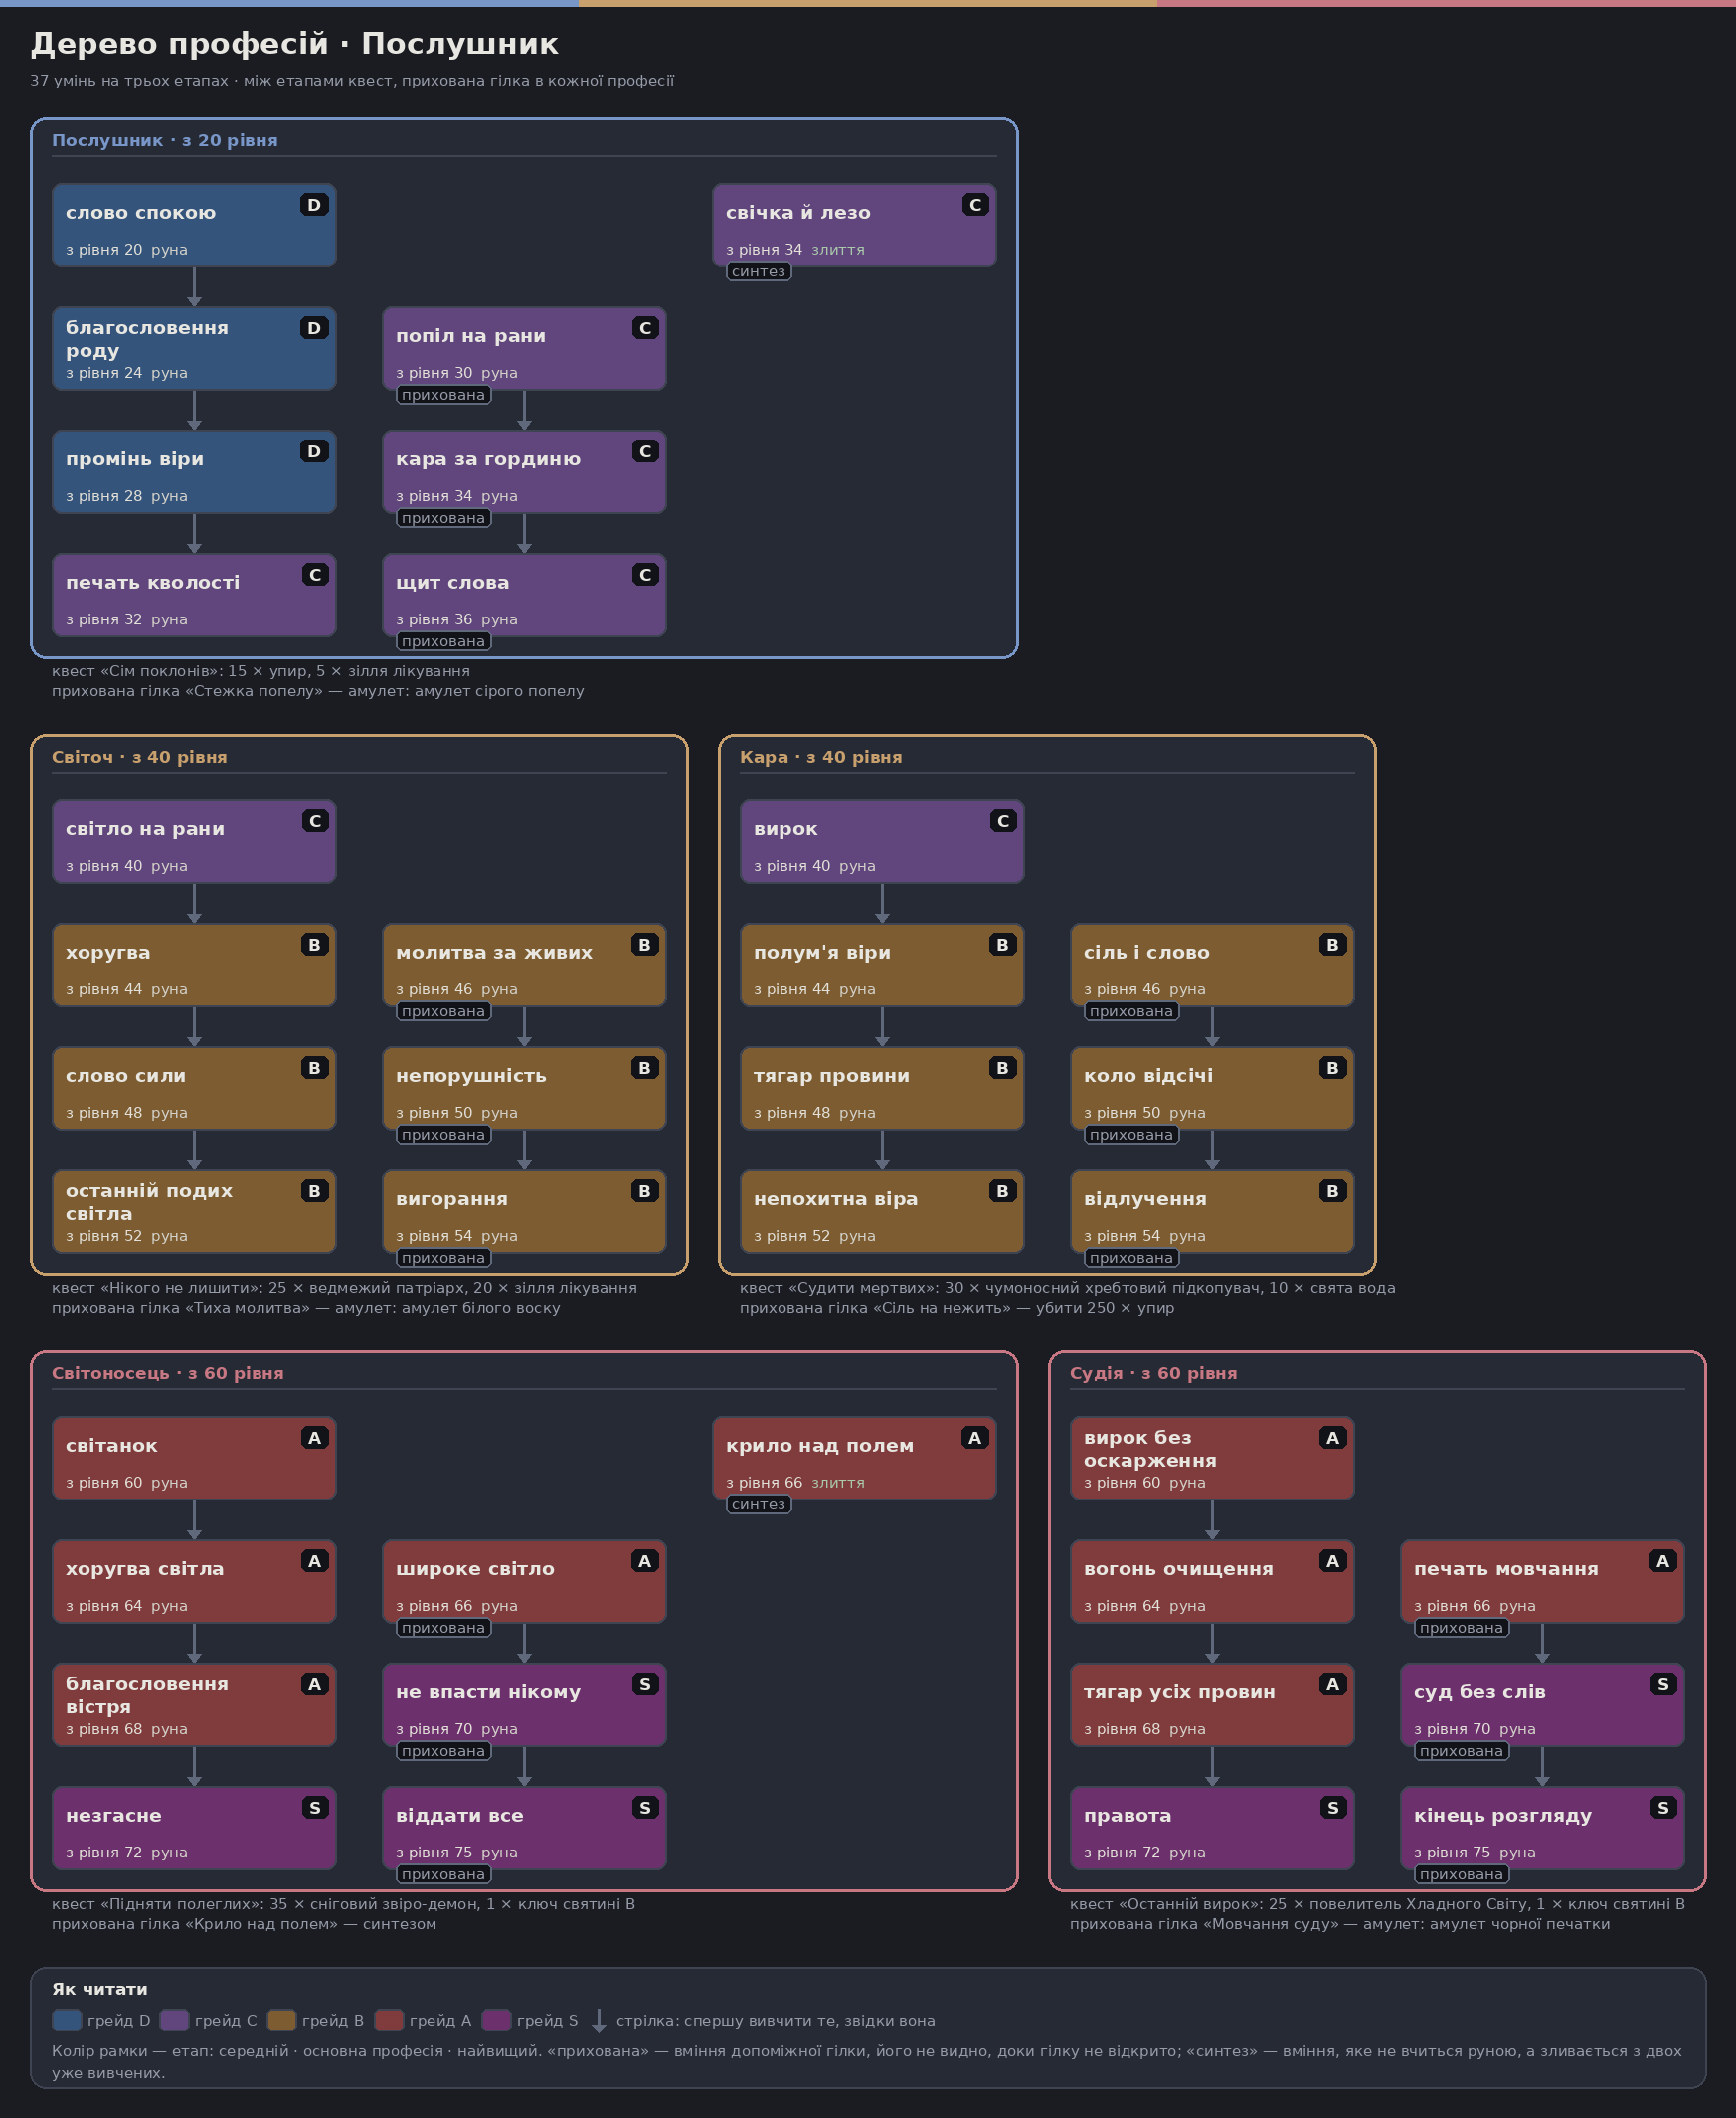 Дерево професій · Послушник
37 умінь на трьох етапах · між етапами квест, прихована гілка в кожної професії
Послушник · з 20 рівня
слово спокою
D
з рівня 20 руна
свічка й лезо
C
з рівня 34 злиття
синтез
благословення
роду
D
з рівня 24 руна
попіл на рани
C
з рівня 30 руна
прихована
промінь віри
D
з рівня 28 руна
кара за гординю
C
з рівня 34 руна
прихована
печать кволості
C
з рівня 32 руна
щит слова
C
з рівня 36 руна
прихована
квест «Сім поклонів»: 15 × упир, 5 × зілля лікування
прихована гілка «Стежка попелу» — амулет: амулет сірого попелу
Світоч · з 40 рівня
світло на рани
C
з рівня 40 руна
хоругва
B
з рівня 44 руна
молитва за живих
B
з рівня 46 руна
прихована
слово сили
B
з рівня 48 руна
непорушність
B
з рівня 50 руна
прихована
останній подих
світла
B
з рівня 52 руна
вигорання
B
з рівня 54 руна
прихована
квест «Нікого не лишити»: 25 × ведмежий патріарх, 20 × зілля лікування
прихована гілка «Тиха молитва» — амулет: амулет білого воску
Кара · з 40 рівня
вирок
C
з рівня 40 руна
полум'я віри
B
з рівня 44 руна
сіль і слово
B
з рівня 46 руна
прихована
тягар провини
B
з рівня 48 руна
коло відсічі
B
з рівня 50 руна
прихована
непохитна віра
B
з рівня 52 руна
відлучення
B
з рівня 54 руна
прихована
квест «Судити мертвих»: 30 × чумоносний хребтовий підкопувач, 10 × свята вода
прихована гілка «Сіль на нежить» — убити 250 × упир
Світоносець · з 60 рівня
світанок
A
з рівня 60 руна
крило над полем
A
з рівня 66 злиття
синтез
хоругва світла
A
з рівня 64 руна
широке світло
A
з рівня 66 руна
прихована
благословення
вістря
A
з рівня 68 руна
не впасти нікому
S
з рівня 70 руна
прихована
незгасне
S
з рівня 72 руна
віддати все
S
з рівня 75 руна
прихована
квест «Підняти полеглих»: 35 × сніговий звіро-демон, 1 × ключ святині B
прихована гілка «Крило над полем» — синтезом
Судія · з 60 рівня
вирок без
оскарження
A
з рівня 60 руна
вогонь очищення
A
з рівня 64 руна
печать мовчання
A
з рівня 66 руна
прихована
тягар усіх провин
A
з рівня 68 руна
суд без слів
S
з рівня 70 руна
прихована
правота
S
з рівня 72 руна
кінець розгляду
S
з рівня 75 руна
прихована
квест «Останній вирок»: 25 × повелитель Хладного Світу, 1 × ключ святині B
прихована гілка «Мовчання суду» — амулет: амулет чорної печатки
Як читати
грейд D грейд C грейд B грейд A грейд S стрілка: спершу вивчити те, звідки вона
Колір рамки — етап: середній · основна професія · найвищий. «прихована» — вміння допоміжної гілки, його не видно, доки гілку не відкрито; «синтез» — вміння, яке не вчиться руною, а зливається з двох
уже вивчених.